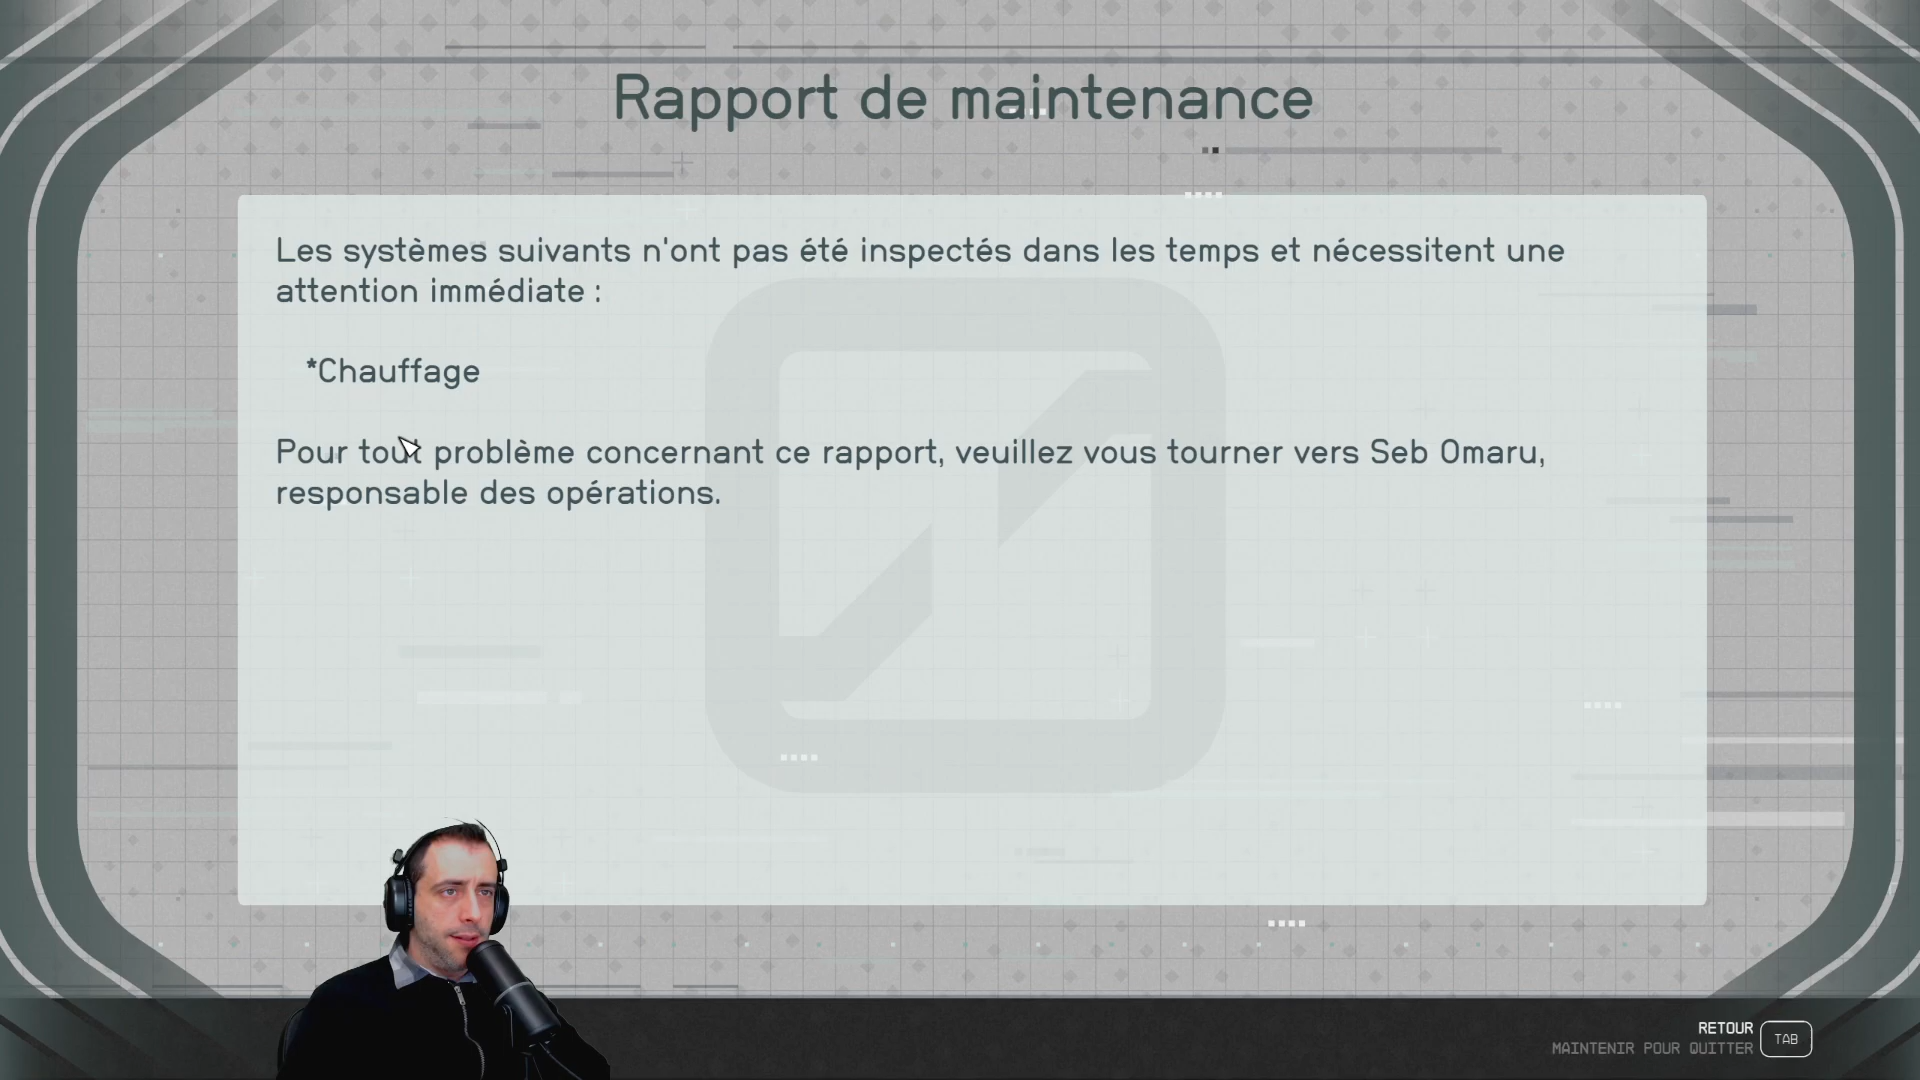 Rapport de maintenance
Les systèmes suivants n'ont pas été inspectés dans les temps et nécessitent une
attention immédiate :
*Chauffage
Pour tout problème concernant ce rapport, veuillez vous tourner vers Seb Omaru,
responsable des opérations.
RETOUR
MAINTENIR POUR QUITTER
TAB